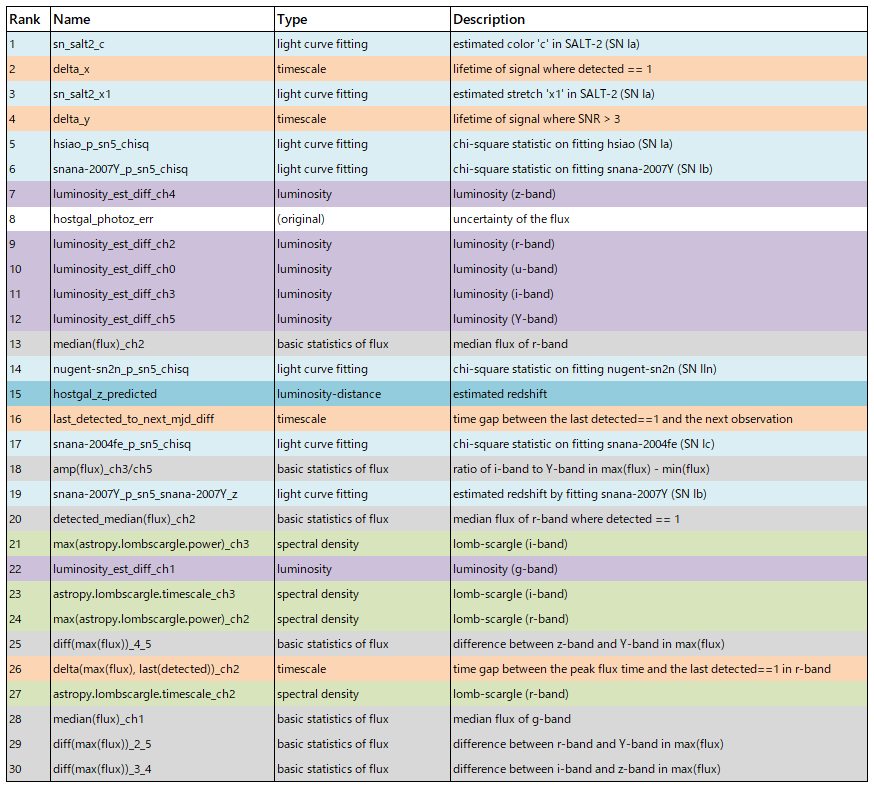 Rank Name Type Description
1 sn_salt2_c light curve fitting estimated color 'c' in SALT-2 (SN Ia)
2 delta_x timescale lifetime of signal where detected == 1
3 sn_salt2_x1 light curve fitting estimated stretch 'x1' in SALT-2 (SN Ia)
4 delta_y timescale lifetime of signal where SNR > 3
5 hsiao_p_sn5_chisq light curve fitting chi-square statistic on fitting hsiao (SN Ia)
6 snana-2007Y_p_sn5_chisq light curve fitting chi-square statistic on fitting snana-2007Y (SN Ib)
7 luminosity_est_diff_ch4 luminosity luminosity (z-band)
8 hostgal_photoz_err (original) uncertainty of the flux
9 luminosity_est_diff_ch2 luminosity luminosity (r-band)
10 luminosity_est_diff_ch0 luminosity luminosity (u-band)
11 luminosity_est_diff_ch3 luminosity luminosity (i-band)
12 luminosity_est_diff_ch5 luminosity luminosity (Y-band)
13 median(flux)_ch2 basic statistics of flux median flux of r-band
14 nugent-sn2n_p_sn5_chisq light curve fitting chi-square statistic on fitting nugent-sn2n (SN IIn)
15 hostgal_z_predicted luminosity-distance estimated redshift
16 last_detected_to_next_mjd_diff timescale time gap between the last detected==1 and the next observation
17 snana-2004fe_p_sn5_chisq light curve fitting chi-square statistic on fitting snana-2004fe (SN Ic)
18 amp(flux)_ch3/ch5 basic statistics of flux ratio of i-band to Y-band in max(flux) - min(flux)
19 snana-2007Y_p_sn5_snana-2007Y_z light curve fitting estimated redshift by fitting snana-2007Y (SN Ib)
20 detected_median(flux)_ch2 basic statistics of flux median flux of r-band where detected == 1
21 max(astropy.lombscargle.power)_ch3 spectral density lomb-scargle (i-band)
22 luminosity_est_diff_ch1 luminosity luminosity (g-band)
23 astropy.lombscargle.timescale_ch3 spectral density lomb-scargle (i-band)
24 max(astropy.lombscargle.power)_ch2 spectral density lomb-scargle (r-band)
25 diff(max(flux))_4_5 basic statistics of flux difference between z-band and Y-band in max(flux)
26 delta(max(flux), last(detected))_ch2 timescale time gap between the peak flux time and the last detected==1 in r-band
27 astropy.lombscargle.timescale_ch2 spectral density lomb-scargle (r-band)
28 median(flux)_ch1 basic statistics of flux median flux of g-band
29 diff(max(flux))_2_5 basic statistics of flux difference between r-band and Y-band in max(flux)
30 diff(max(flux))_3_4 basic statistics of flux difference between i-band and z-band in max(flux)